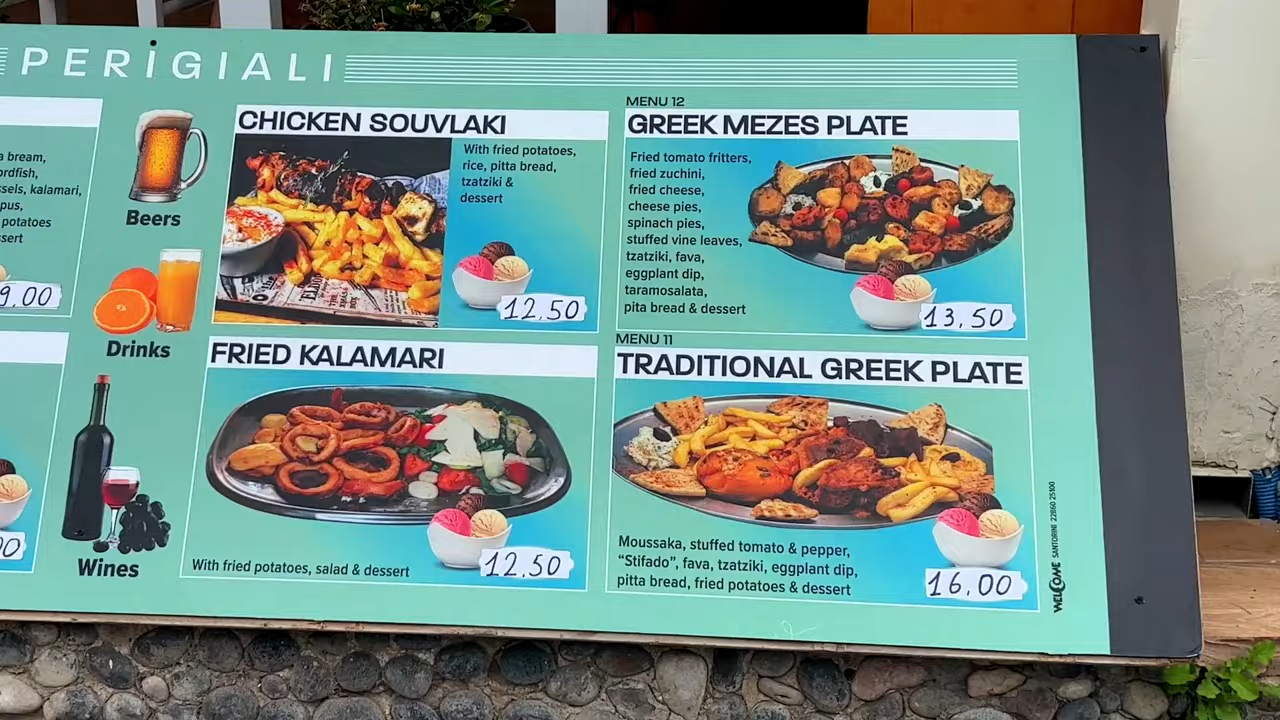 PERIGIALI
bream,
kalamari,
potatoes
9.00
00
Beers
Drinks
Wines
CHICKEN SOUVLAKI
With fried potatoes,
rice, pitta bread,
tzatziki &
dessert
12.50
MENU 12
GREEK MEZES PLATE
Fried tomato fritters,
fried zuchini,
fried cheese,
cheese pies,
spinach pies,
stuffed vine leaves,
tzatziki, fava,
eggplant dip,
taramosalata,
pita bread & dessert
13,50
FRIED KALAMARI
With fried potatoes, salad & dessert
12.50
MENU 11
TRADITIONAL GREEK PLATE
Moussaka, stuffed tomato & pepper,
“Stifado”, fava, tzatziki, eggplant dip,
pitta bread, fried potatoes & dessert
16.00
WELCOME SANTORINI 22860 25100